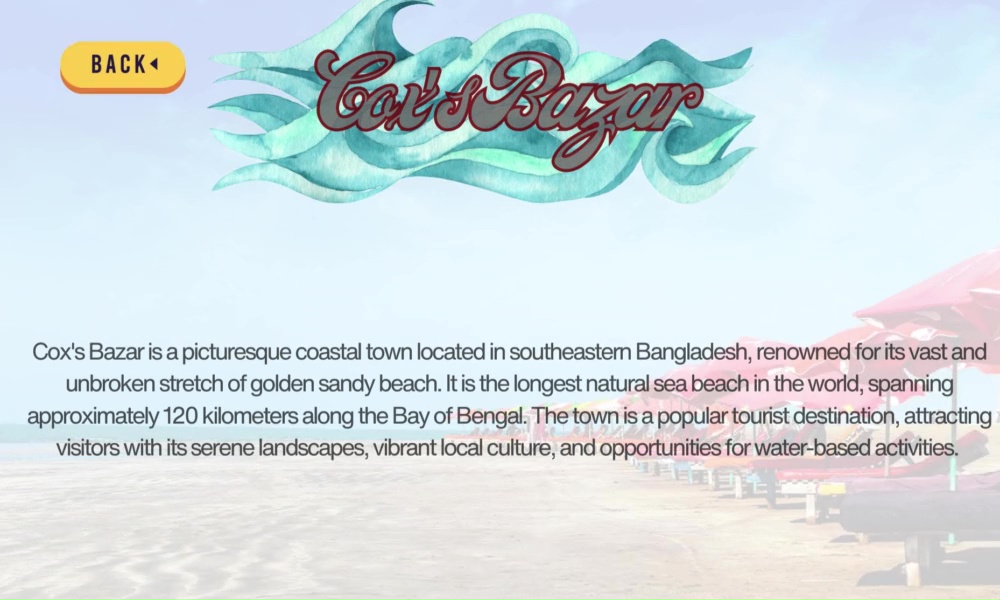 BACK
Cox's Bazar
Cox's Bazar is a picturesque coastal town located in southeastern Bangladesh, renowned for its vast and
unbroken stretch of golden sandy beach. It is the longest natural sea beach in the world, spanning
approximately 120 kilometers along the Bay of Bengal. The town is a popular tourist destination, attracting
visitors with its serene landscapes, vibrant local culture, and opportunities for water-based activities.